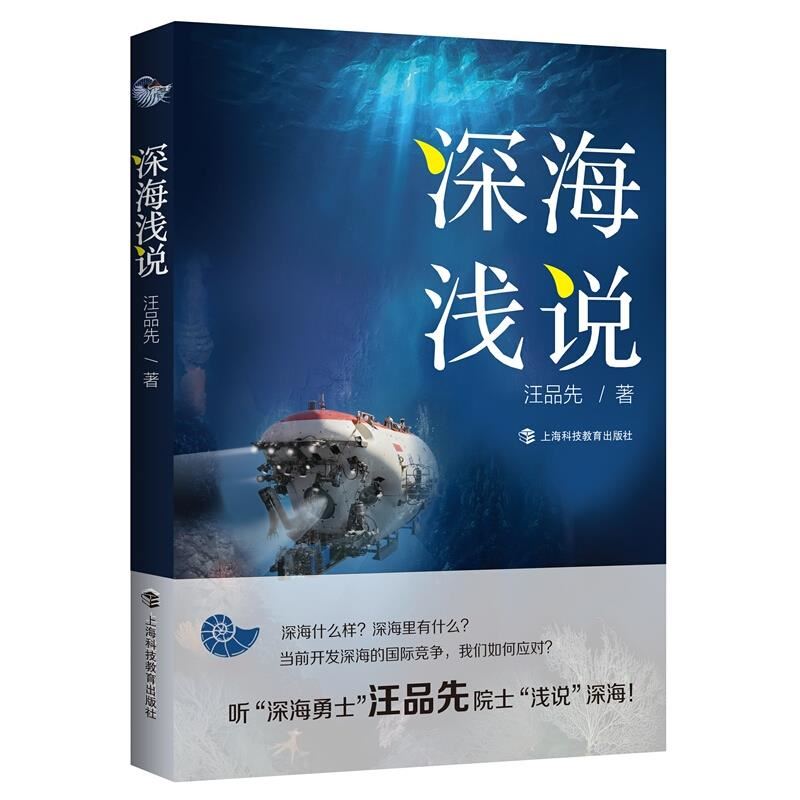 深海浅说
汪品先/著
上海科技教育出版社
深海
浅说
汪品先 / 著
上海科技教育出版社
深海什么样？深海里有什么？
当前开发深海的国际竞争，我们如何应对？
听“深海勇士”汪品先院士“浅说”深海！